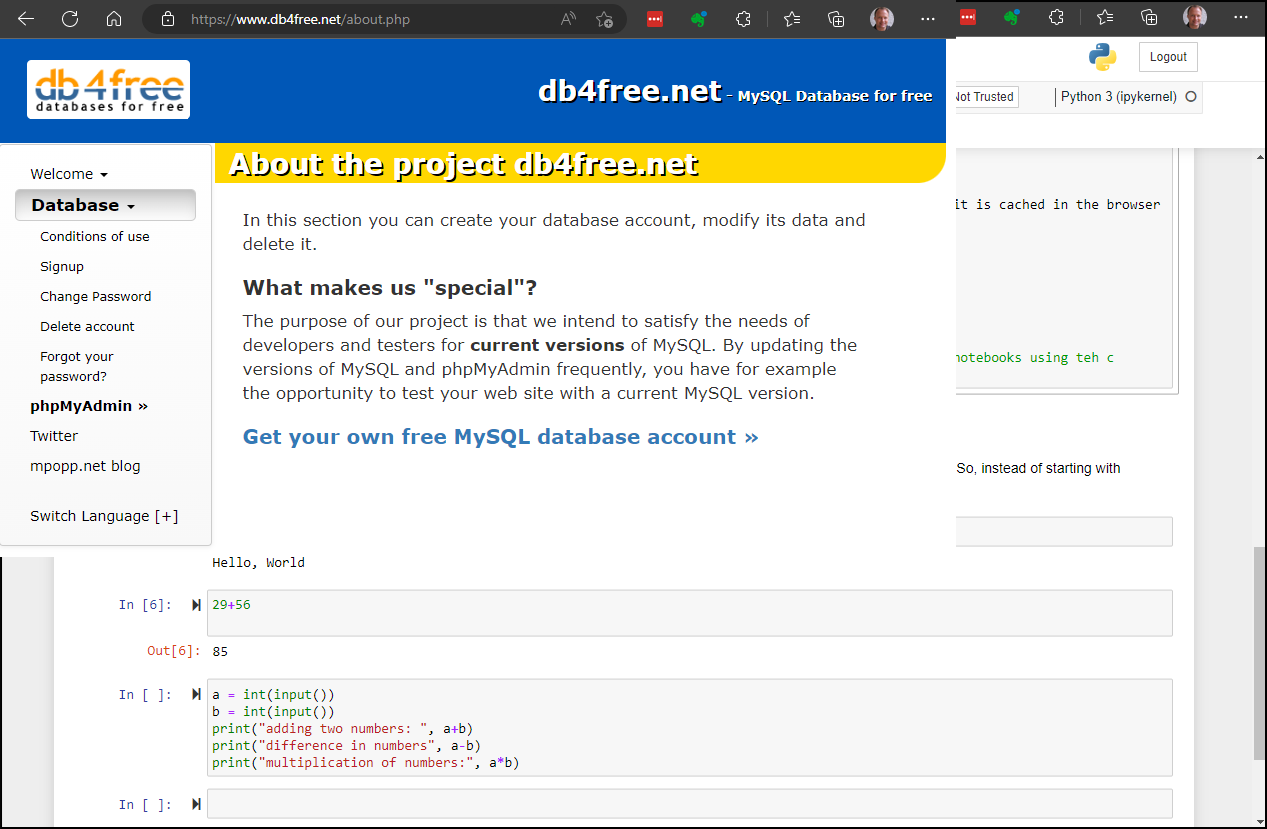 https://www.db4free.net/about.php
db4free
databases for free
db4free.net - MySQL Database for free
Logout
Not Trusted
Python 3 (ipykernel)
Welcome
Database
Conditions of use
Signup
Change Password
Delete account
Forgot your
password?
phpMyAdmin »
Twitter
mpopp.net blog
Switch Language [+]
About the project db4free.net
In this section you can create your database account, modify its data and
delete it.
What makes us "special"?
The purpose of our project is that we intend to satisfy the needs of
developers and testers for current versions of MySQL. By updating the
versions of MySQL and phpMyAdmin frequently, you have for example
the opportunity to test your web site with a current MySQL version.
Get your own free MySQL database account »
it is cached in the browser
notebooks using teh c
So, instead of starting with
Hello, World
In [6]: 29+56
Out[6]: 85
In [ ]: a = int(input())
b = int(input())
print("adding two numbers: ", a+b)
print("difference in numbers", a-b)
print("multiplication of numbers:", a*b)
In [ ]: